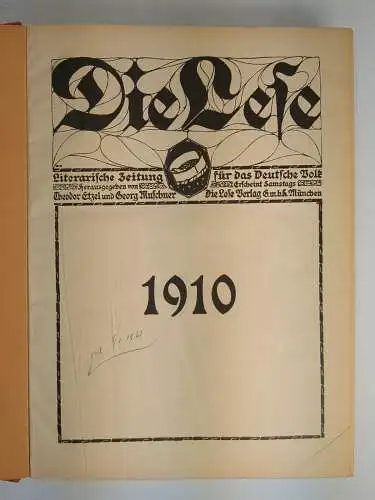 Die Lese
Literarische Zeitung für das Deutsche Volk
Herausgegeben von Erscheint Samstags
Theodor Etzel und Georg Muschner Die Lese Verlag G.m.b.H. München
1910